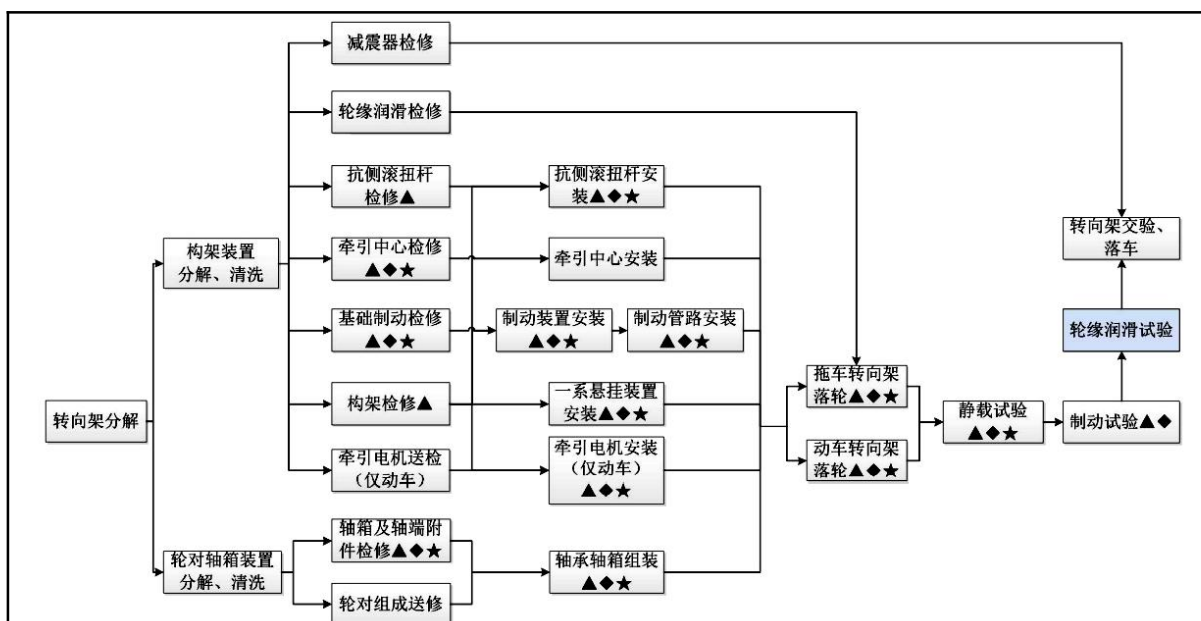 减震器检修
轮缘润滑检修
抗侧滚扭杆
检修▲
抗侧滚扭杆安
装▲◆★
构架装置
分解、清洗
牵引中心检修
▲◆★
牵引中心安装
转向架交验、
落车
基础制动检修
▲◆★
制动装置安装
▲◆★
制动管路安装
▲◆★
轮缘润滑试验
转向架分解
构架检修▲
一系悬挂装置
安装▲◆★
拖车转向架
落轮▲◆★
静载试验
▲◆★
制动试验▲◆
牵引电机送检
（仅动车）
牵引电机安装
（仅动车）
▲◆★
动车转向架
落轮▲◆★
轮对轴箱装置
分解、清洗
轴箱及轴端附
件检修▲◆★
轴承轴箱组装
▲◆★
轮对组成送修